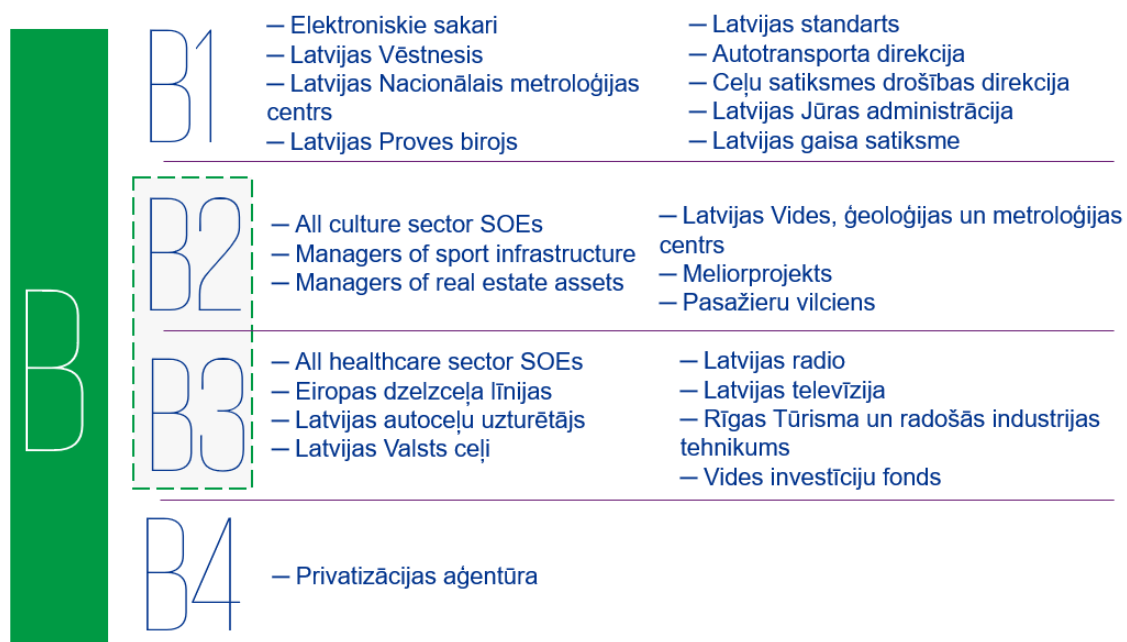 B
B1
— Elektroniskie sakari
— Latvijas Vēstnesis
— Latvijas Nacionālais metroloģijas
centrs
— Latvijas Proves birojs
— Latvijas standarts
— Autotransporta direkcija
— Ceļu satiksmes drošības direkcija
— Latvijas Jūras administrācija
— Latvijas gaisa satiksme
B2
— All culture sector SOEs
— Managers of sport infrastructure
— Managers of real estate assets
— Latvijas Vides, ģeoloģijas un metroloģijas
centrs
— Meliorprojekts
— Pasažieru vilciens
B3
— All healthcare sector SOEs
— Eiropas dzelzceļa līnijas
— Latvijas autoceļu uzturētājs
— Latvijas Valsts ceļi
— Latvijas radio
— Latvijas televīzija
— Rīgas Tūrisma un radošās industrijas
tehnikums
— Vides investīciju fonds
B4
— Privatizācijas aģentūra